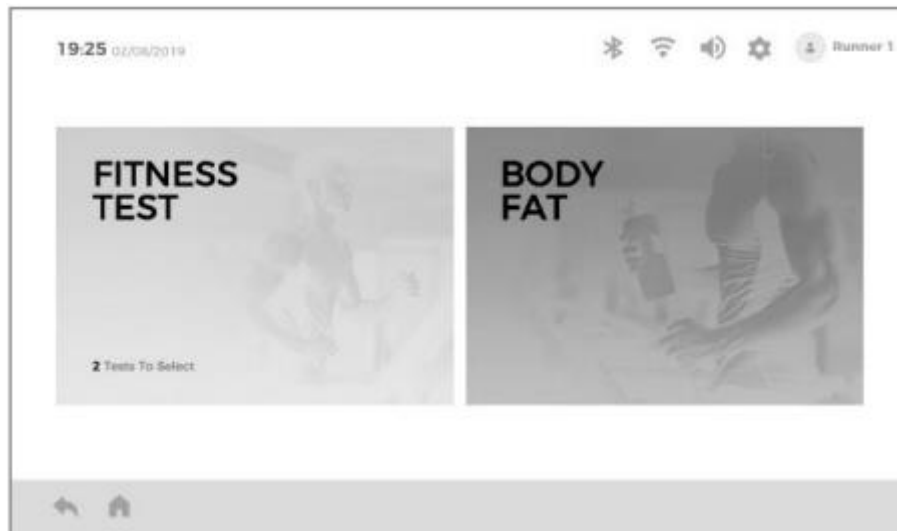 19:25 02/08/2019
Runner 1
FITNESS
TEST
2 Tests To Select
BODY
FAT